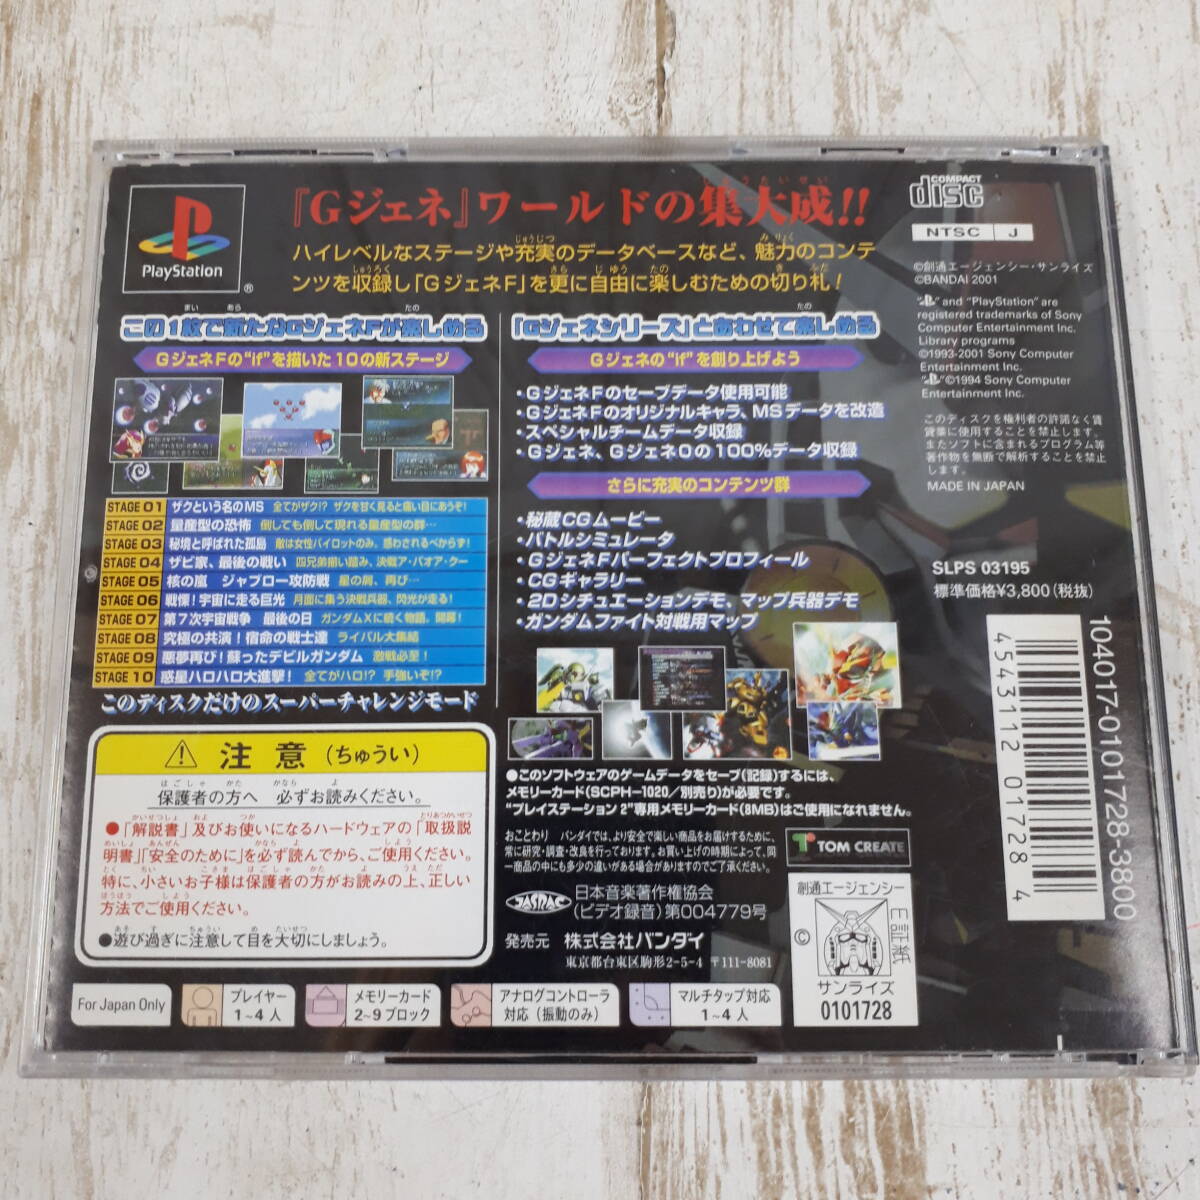 PlayStation
®
『Gジェネ』ワールドの集大成!!
ハイレベルなステージや充実のデータベースなど、魅力のコンテ
ンツを収録し「GジェネF」を更に自由に楽しむための切り札!
COMPACT
disc
NTSC J
©創通エージェンシー・サンライズ
©BANDAI 2001
and "PlayStation" are
registered trademarks of Sony
Computer Entertainment Inc.
Library programs
©1993-2001 Sony Computer
Entertainment Inc.
©1994 Sony Computer
Entertainment Inc.
このディスクを権利者の許諾なく賃
貸業に使用することを禁止します。
またソフトに含まれるプログラム等
著作物を無断で解析することを禁止
します。
MADE IN JAPAN
SLPS 03195
標準価格¥3,800(税抜)
この1枚で新たなGジェネFが楽しめる
GジェネFの"if"を描いた10の新ステージ
STAGE 01 ザクという名のMS 全てがザク!? ザクを甘く見ると痛い目にあうぞ!
STAGE 02 量産型の恐怖 倒しても倒して現れる量産型の群…
STAGE 03 秘境と呼ばれた孤島 敵は女性パイロットのみ、惑わされるべからず!
STAGE 04 ザビ家、最後の戦い 四兄弟揃い踏み、決戦ア・バオア・クー
STAGE 05 核の嵐 ジャブロー攻防戦 星の屑、再び…
STAGE 06 戦慄!宇宙に走る巨光 月面に集う決戦兵器、閃光が走る!
STAGE 07 第7次宇宙戦争 最後の日 ガンダムXに続く物語、開幕!
STAGE 08 究極の共演!宿命の戦士達 ライバル大集結
STAGE 09 悪夢再び!蘇ったデビルガンダム 激戦必至!
STAGE 10 惑星ハロハロ大進撃! 全てがハロ!? 手強いぞ!?
このディスクだけのスーパーチャレンジモード
「Gジェネシリーズ」とあわせて楽しめる
Gジェネの"if"を創り上げよう
・GジェネFのセーブデータ使用可能
・GジェネFのオリジナルキャラ、MSデータを改造
・スペシャルチームデータ収録
・Gジェネ、Gジェネ0の100%データ収録
さらに充実のコンテンツ群
・秘蔵CGムービー
・バトルシミュレータ
・GジェネFパーフェクトプロフィール
・CGギャラリー
・2Dシチュエーションデモ、マップ兵器デモ
・ガンダムファイト対戦用マップ
●このソフトウェアのゲームデータをセーブ(記録)するには、
メモリーカード(SCPH-1020/別売り)が必要です。
"プレイステーション 2"専用メモリーカード(8MB)はご使用になれません。
おことわり バンダイでは、より安全で楽しい商品をお届けするために、
常に研究・調査・改良を行っております。お買い上げの時期によって、同
一商品の中にも多少の違いがある場合がありますのでご了承ください。
TOM CREATE
JASRAC
日本音楽著作権協会
(ビデオ録音)第004779号
発売元 株式会社バンダイ
東京都台東区駒形2-5-4 〒111-8081
創通エージェンシー
©
E証紙
サンライズ
0101728
104017-0101728-3800
4543112 017284
注意(ちゅうい)
保護者の方へ 必ずお読みください。
●「解説書」及びお使いになるハードウェアの「取扱説
明書」「安全のために」を必ず読んでから、ご使用ください。
特に、小さいお子様は保護者の方がお読みの上、正しい
方法でご使用ください。
●遊び過ぎに注意して目を大切にしましょう。
For Japan Only
プレイヤー
1～4人
メモリーカード
2～9ブロック
アナログコントローラ
対応(振動のみ)
マルチタップ対応
1～4人